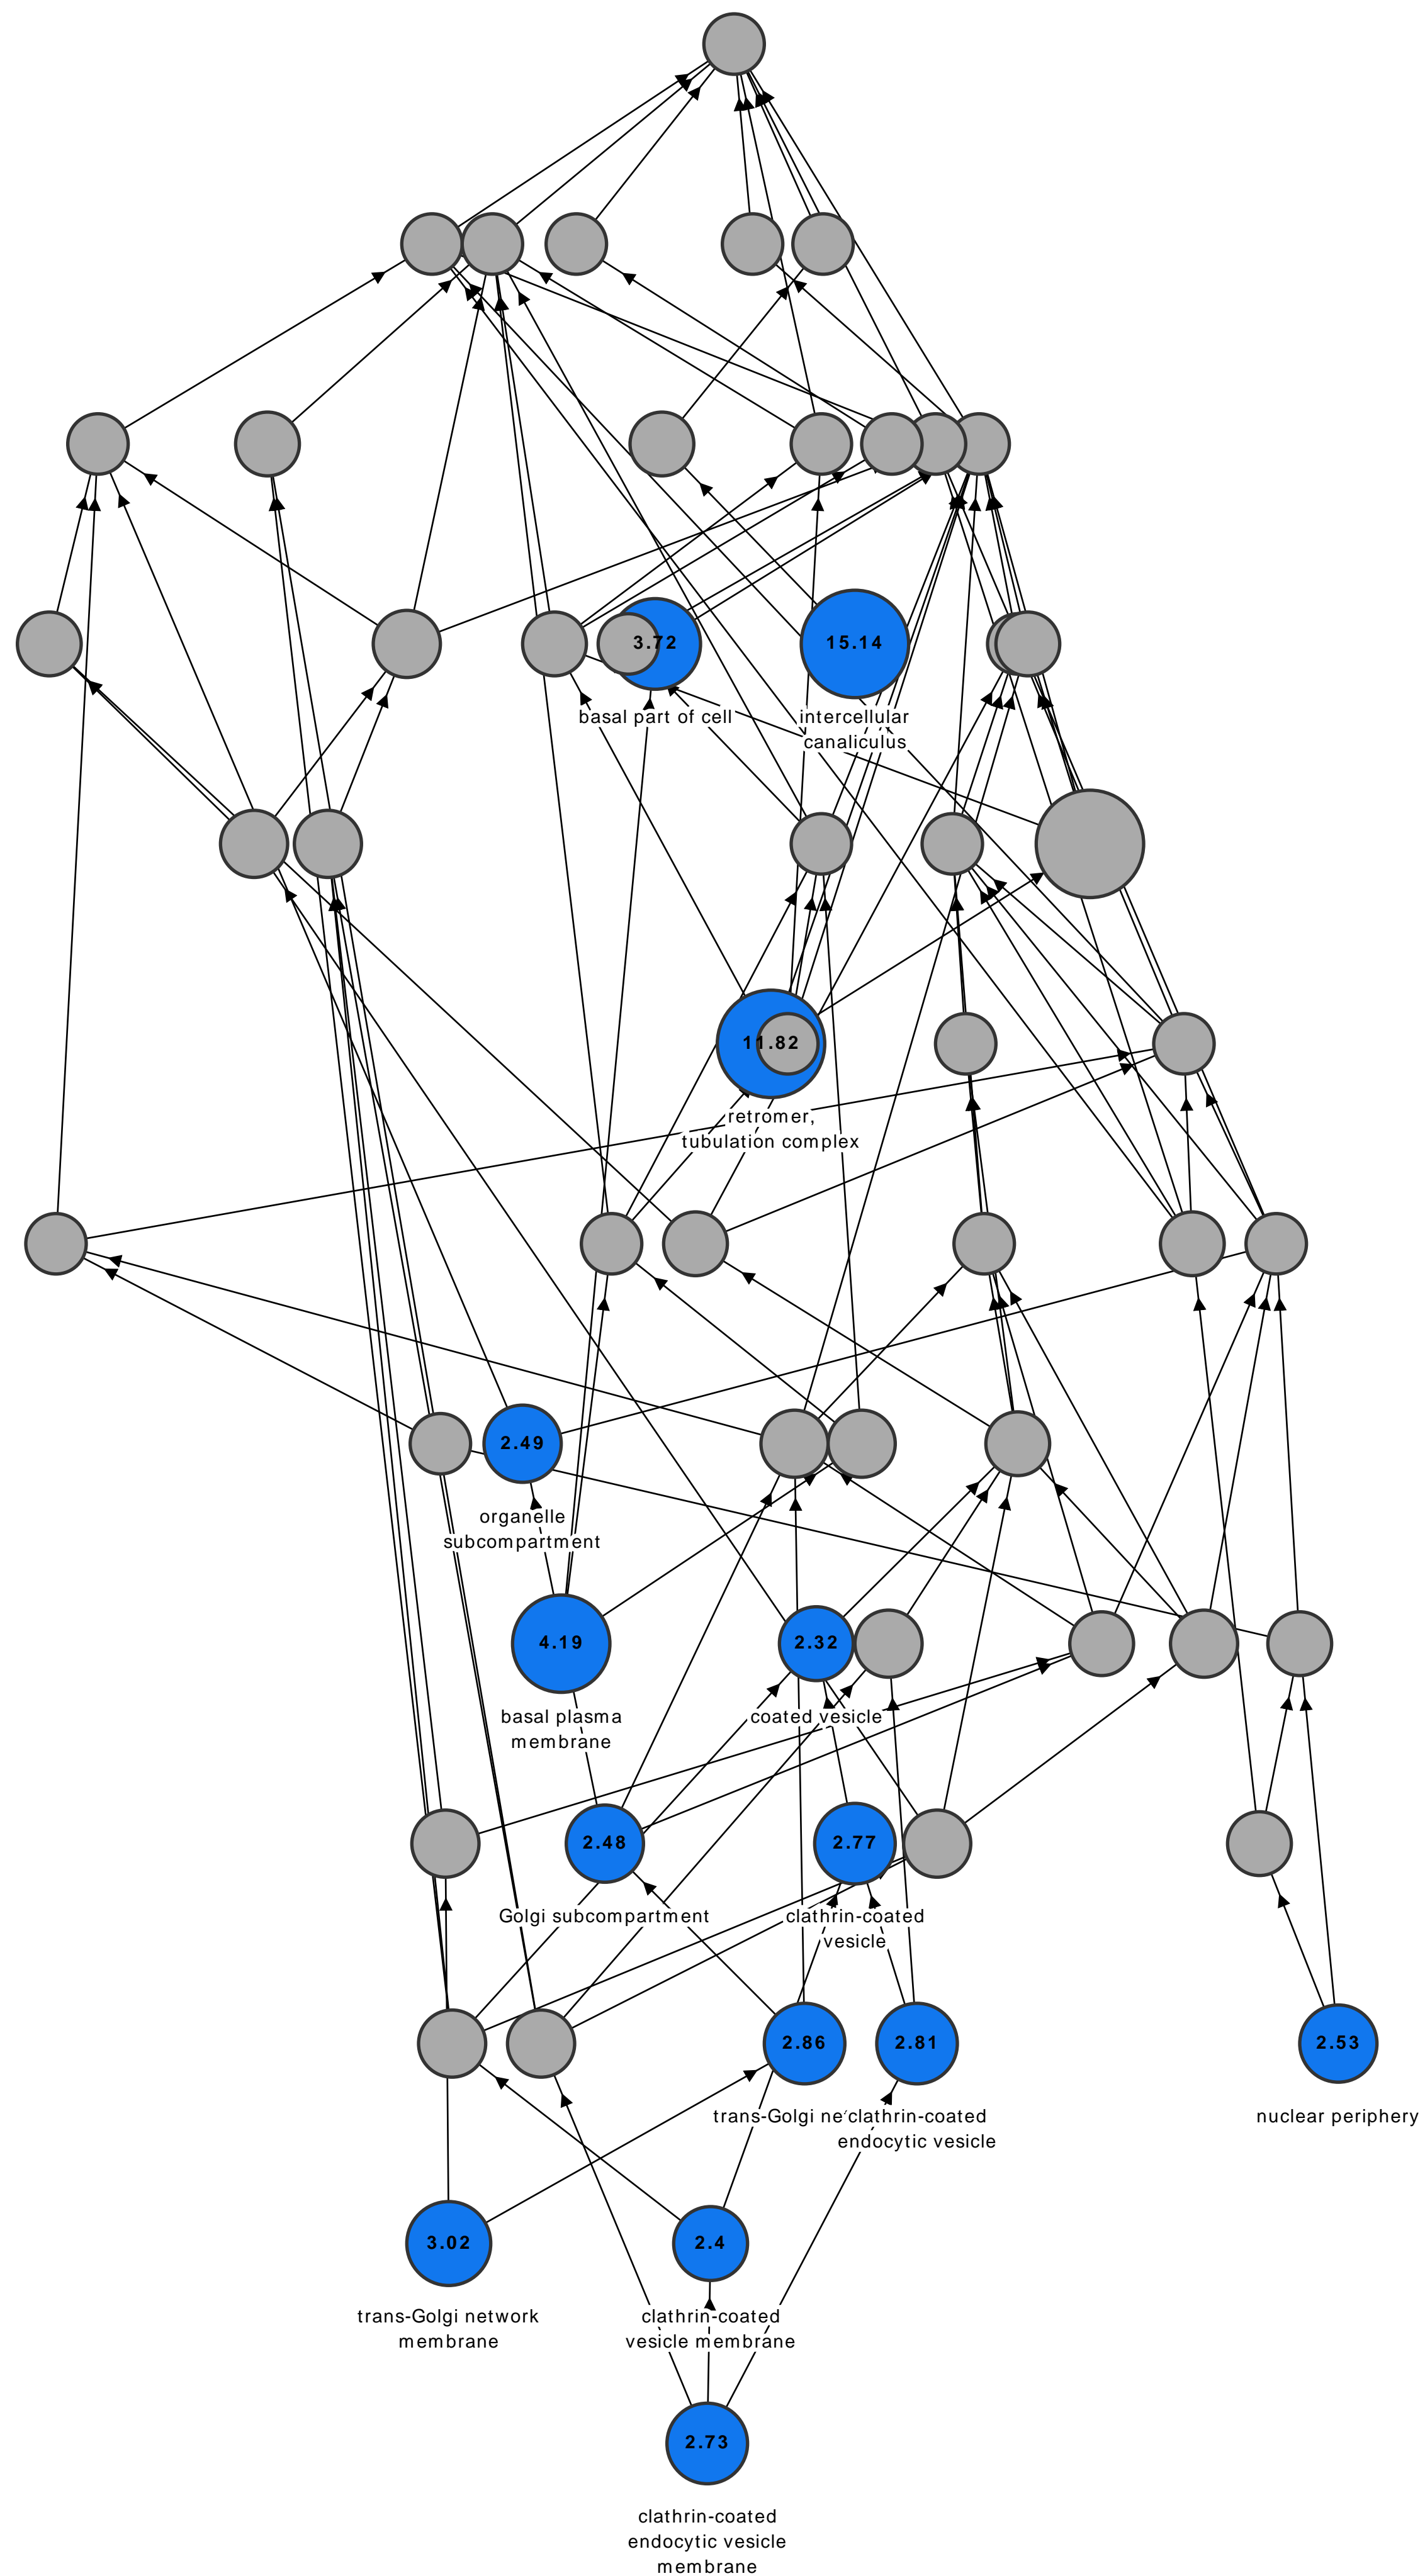 3.72
15.14
basal part of cell
intercellular
canaliculus
11.82
retromer,
tubulation complex
2.49
organelle
subcompartment
4.19
2.32
basal plasma
membrane
coated vesicle
2.48
2.77
Golgi subcompartment
clathrin-coated
vesicle
2.86
2.81
2.53
trans-Golgi
clathrin-coated
endocytic vesicle
nuclear periphery
3.02
2.4
trans-Golgi network
membrane
clathrin-coated
vesicle membrane
2.73
clathrin-coated
endocytic vesicle
membrane